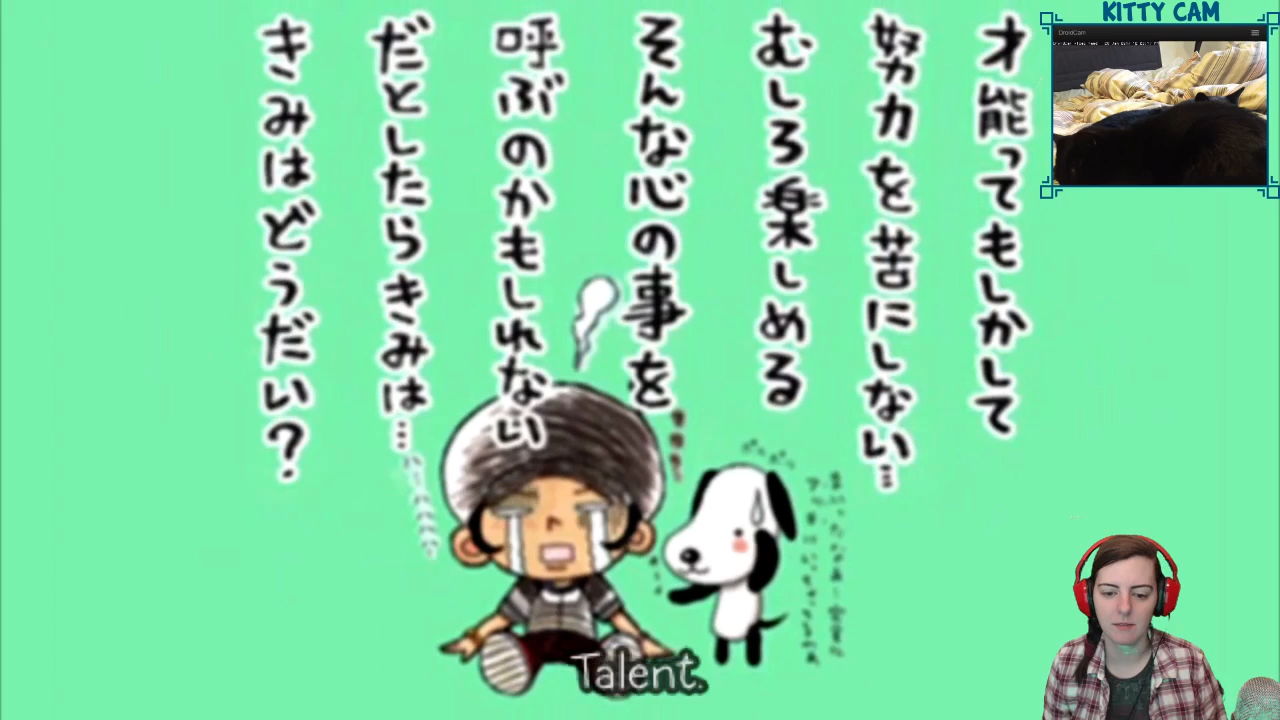 KITTY CAM
DroidCam
才能ってもしかして
努力を苦にしない…
むしろ楽しめる
そんな心の事を
呼ぶのかもしれない
だとしたらきみは…
きみはどうだい？
Talent.